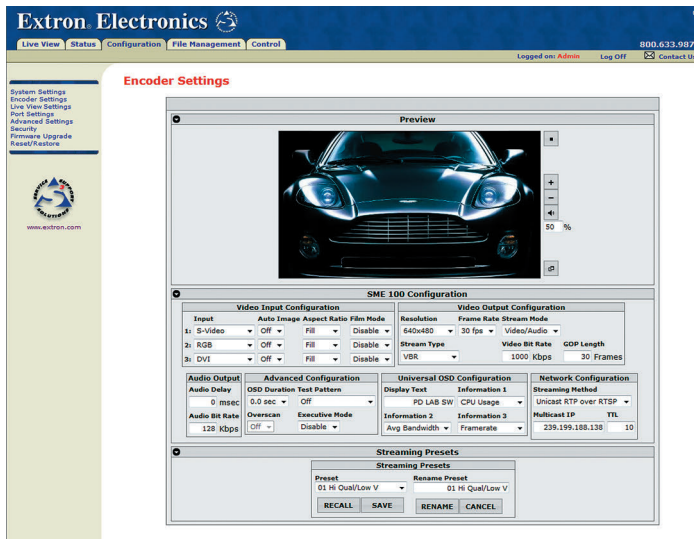 Extron® Electronics
Live View Status Configuration File Management Control
800.633.987
Logged on: Admin Log Off Contact Us
System Settings
Encoder Settings
Live View Settings
Port Settings
Advanced Settings
Security
Firmware Upgrade
Reset/Restore
SERVICE SUPPORT SOLUTIONS
S3
www.extron.com
Encoder Settings
Preview
50 %
SME 100 Configuration
Video Input Configuration
Input Auto Image Aspect Ratio Film Mode
1: S-Video Off Fill Disable
2: RGB Off Fill Disable
3: DVI Off Fill Disable
Video Output Configuration
Resolution Frame Rate Stream Mode
640x480 30 fps Video/Audio
Stream Type Video Bit Rate GOP Length
VBR 1000 Kbps 30 Frames
Audio Output
Audio Delay
0 msec
Audio Bit Rate
128 Kbps
Advanced Configuration
OSD Duration Test Pattern
0.0 sec Off
Overscan Executive Mode
Off Disable
Universal OSD Configuration
Display Text Information 1
PD LAB SW CPU Usage
Information 2 Information 3
Avg Bandwidth Framerate
Network Configuration
Streaming Method
Unicast RTP over RTSP
Multicast IP TTL
239.199.188.138 10
Streaming Presets
Streaming Presets
Preset Rename Preset
01 Hi Qual/Low V 01 Hi Qual/Low V
RECALL SAVE RENAME CANCEL